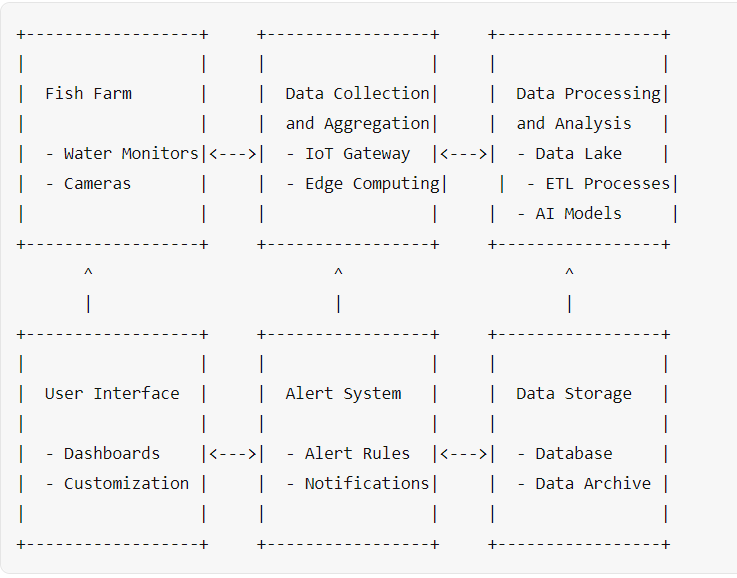 +------------------+     +-----------------+     +-----------------+
|                  |     |                 |     |                 |
|  Fish Farm       |     |  Data Collection|     |  Data Processing|
|                  |     |  and Aggregation|     |  and Analysis   |
|  - Water Monitors|<--->|  - IoT Gateway  |<--->|  - Data Lake    |
|  - Cameras       |     |  - Edge Computing|     |  - ETL Processes|
|                  |     |                 |     |  - AI Models     |
+------------------+     +-----------------+     +-----------------+
       ^                         ^                       ^
       |                         |                       |
+------------------+     +-----------------+     +-----------------+
|                  |     |                 |     |                 |
|  User Interface  |     |  Alert System   |     |  Data Storage   |
|                  |     |                 |     |                 |
|  - Dashboards    |<--->|  - Alert Rules  |<--->|  - Database     |
|  - Customization |     |  - Notifications|     |  - Data Archive |
|                  |     |                 |     |                 |
+------------------+     +-----------------+     +-----------------+